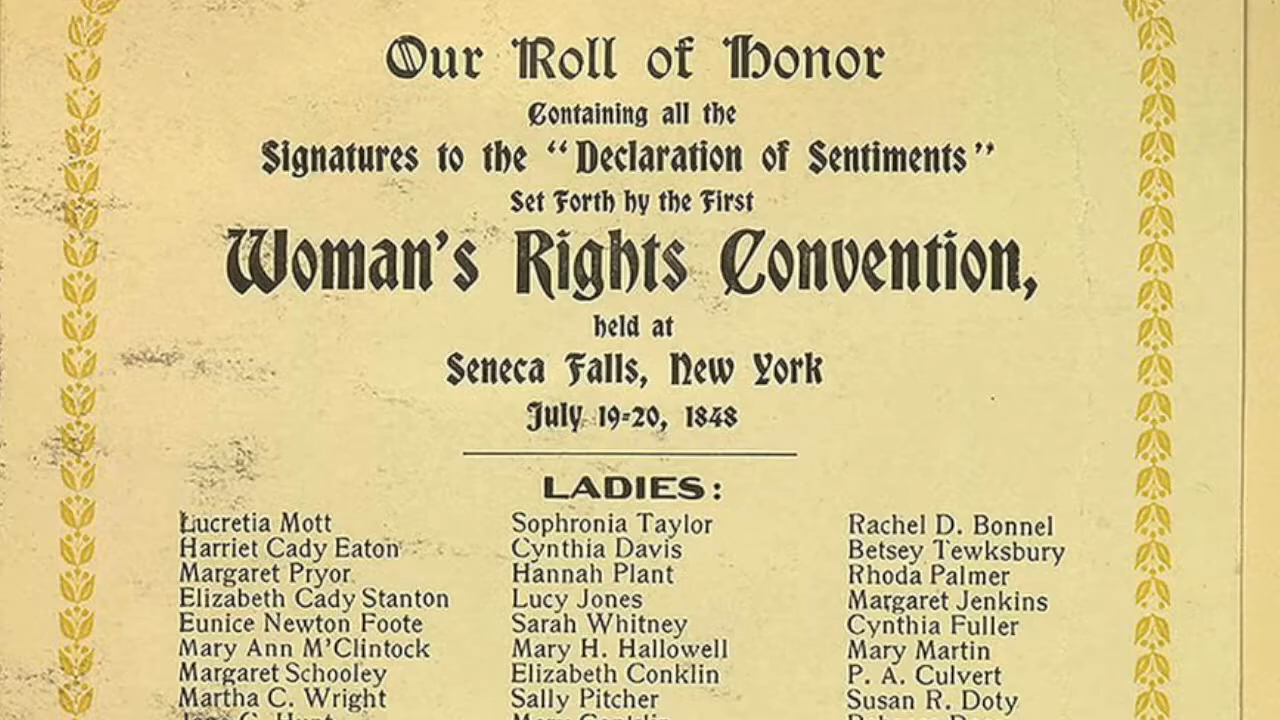 Our Roll of Honor
Containing all the
Signatures to the “Declaration of Sentiments”
Set Forth by the First
Woman's Rights Convention,
held at
Seneca Falls, New York
July 19-20, 1848
LADIES:
Lucretia Mott
Harriet Cady Eaton
Margaret Pryor
Elizabeth Cady Stanton
Eunice Newton Foote
Mary Ann M'Clintock
Margaret Schooley
Martha C. Wright
Sophronia Taylor
Cynthia Davis
Hannah Plant
Lucy Jones
Sarah Whitney
Mary H. Hallowell
Elizabeth Conklin
Sally Pitcher
Rachel D. Bonnel
Betsey Tewksbury
Rhoda Palmer
Margaret Jenkins
Cynthia Fuller
Mary Martin
P. A. Culvert
Susan R. Doty